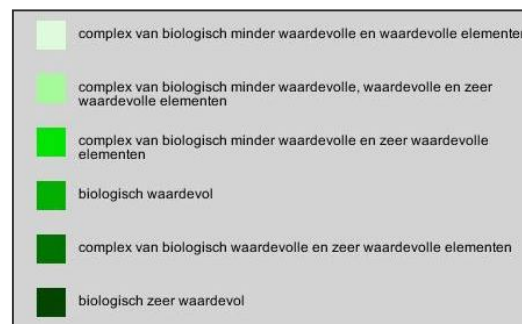 complex van biologisch minder waardevolle en waardevolle elementen
complex van biologisch minder waardevolle, waardevolle en zeer
waardevolle elementen
complex van biologisch minder waardevolle en zeer waardevolle
elementen
biologisch waardevol
complex van biologisch waardevolle en zeer waardevolle elementen
biologisch zeer waardevol